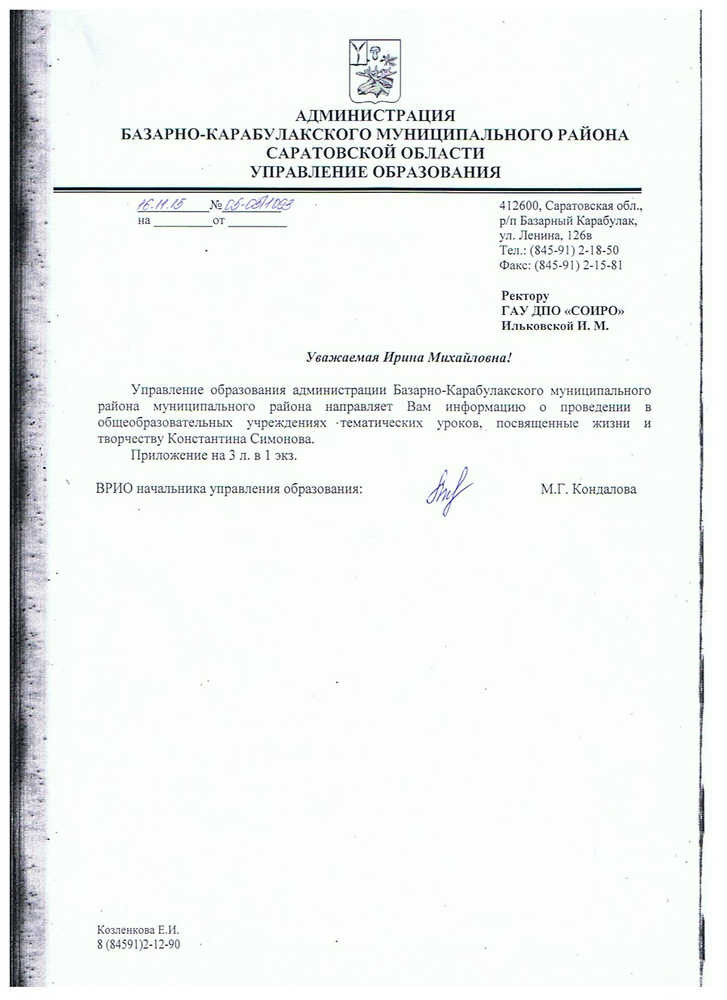 АДМИНИСТРАЦИЯ
БАЗАРНО-КАРАБУЛАКСКОГО МУНИЦИПАЛЬНОГО РАЙОНА
САРАТОВСКОЙ ОБЛАСТИ
УПРАВЛЕНИЕ ОБРАЗОВАНИЯ
16.11.15 № 05-05/1093
на __________от __________
412600, Саратовская обл.,
р/п Базарный Карабулак,
ул. Ленина, 126в
Тел.: (845-91) 2-18-50
Факс: (845-91) 2-15-81
Ректору
ГАУ ДПО «СОИРО»
Ильковской И. М.
Уважаемая Ирина Михайловна!
Управление образования администрации Базарно-Карабулакского муниципального
района муниципального района направляет Вам информацию о проведении в
общеобразовательных учреждениях тематических уроков, посвященные жизни и
творчеству Константина Симонова.
Приложение на 3 л. в 1 экз.
ВРИО начальника управления образования: М.Г. Кондалова
Козленкова Е.И.
8 (84591)2-12-90